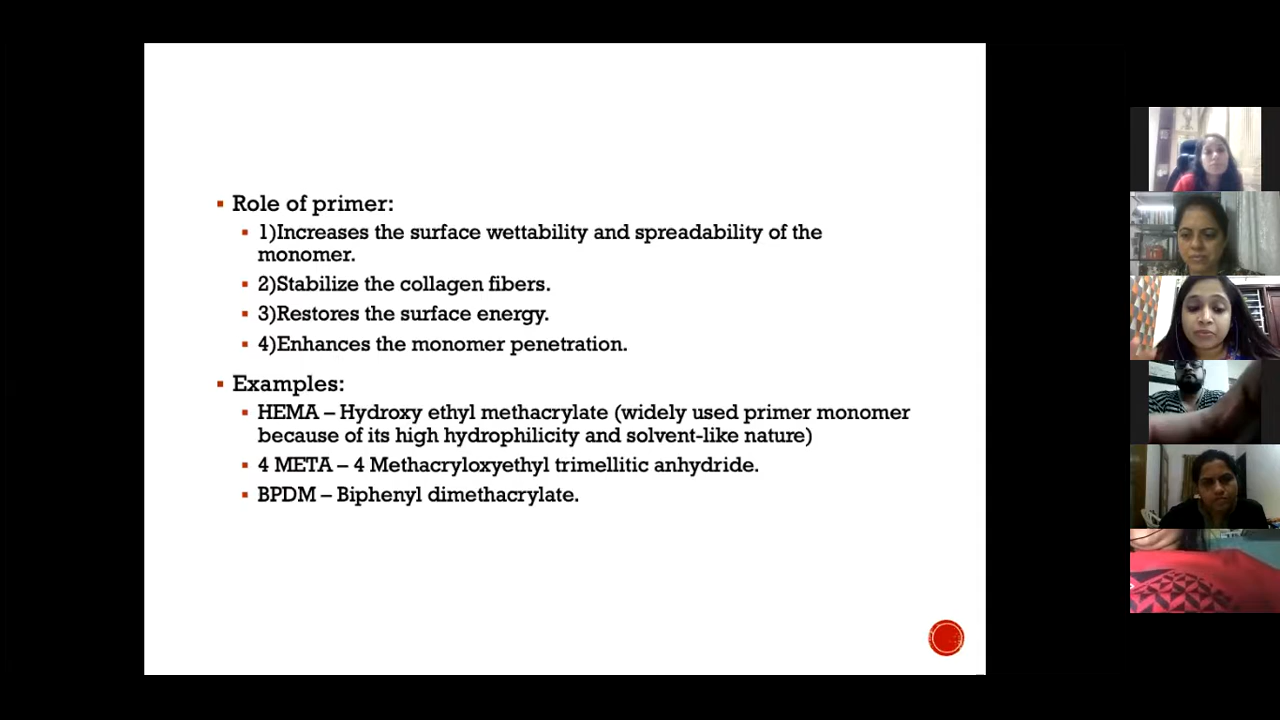 Role of primer:
1)Increases the surface wettability and spreadability of the
monomer.
2)Stabilize the collagen fibers.
3)Restores the surface energy.
4)Enhances the monomer penetration.
Examples:
HEMA – Hydroxy ethyl methacrylate (widely used primer monomer
because of its high hydrophilicity and solvent-like nature)
4 META – 4 Methacryloxyethyl trimellitic anhydride.
BPDM – Biphenyl dimethacrylate.